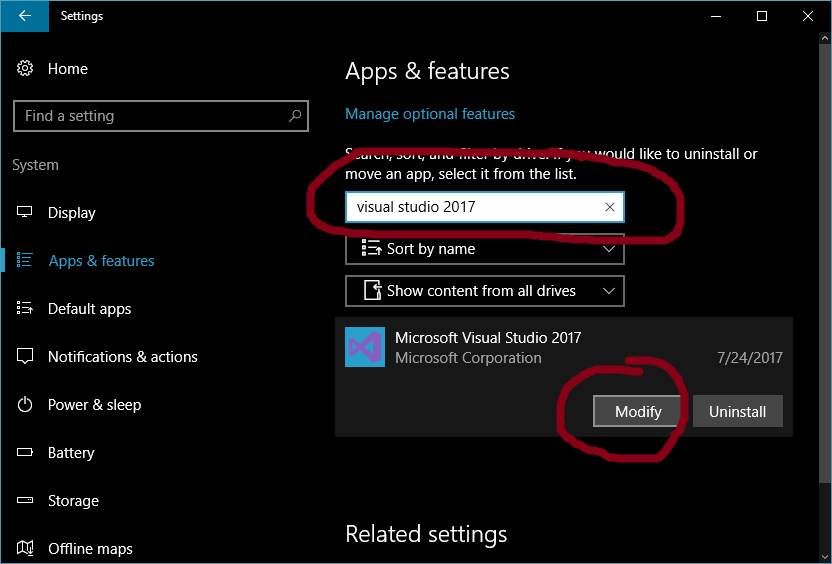 Settings
Home
Find a setting
System
Display
Apps & features
Default apps
Notifications & actions
Power & sleep
Battery
Storage
Offline maps
Apps & features
Manage optional features
Search, sort, and filter by drive. If you would like to uninstall or
move an app, select it from the list.
visual studio 2017
Sort by name
Show content from all drives
Microsoft Visual Studio 2017
Microsoft Corporation 7/24/2017
Modify Uninstall
Related settings